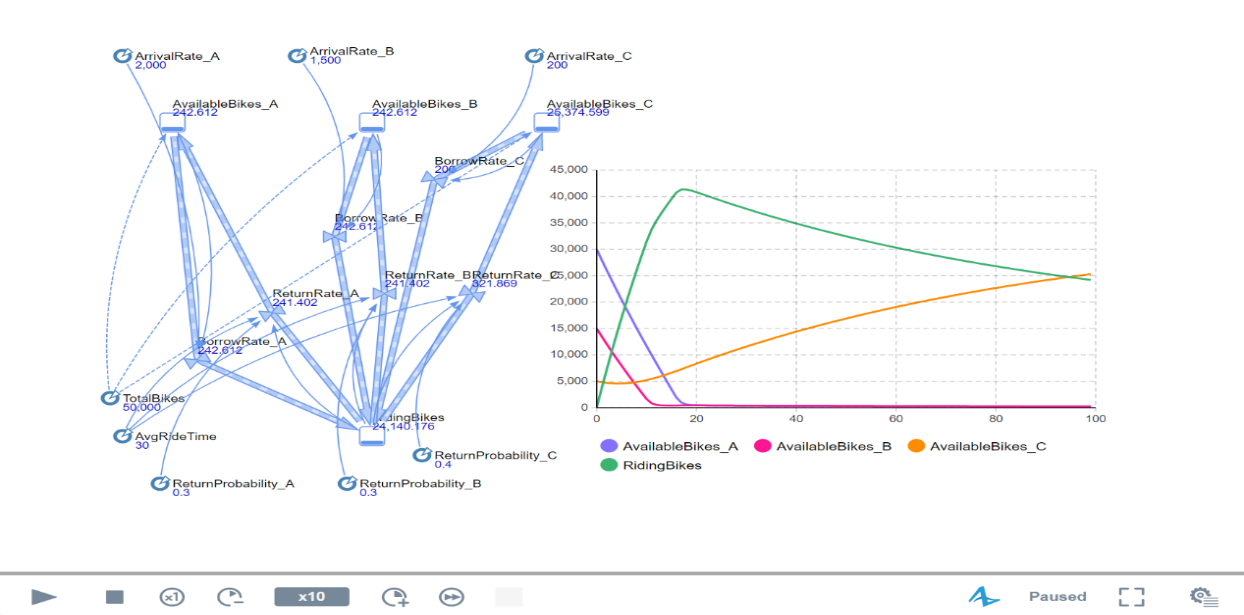 ArrivalRate_A
2,000
ArrivalRate_B
1,500
ArrivalRate_C
200
AvailableBikes_A
242.612
AvailableBikes_B
242.612
AvailableBikes_C
25,374.599
BorrowRate_C
200
BorrowRate_B
242.612
ReturnRate_A
241.402
ReturnRate_B
241.402
ReturnRate_C
321.869
BorrowRate_A
242.612
TotalBikes
50,000
RidingBikes
24,140.176
AvgRideTime
30
ReturnProbability_C
0.4
ReturnProbability_A
0.3
ReturnProbability_B
0.3
45,000
40,000
35,000
30,000
25,000
20,000
15,000
10,000
5,000
0
0 20 40 60 80 100
AvailableBikes_A AvailableBikes_B AvailableBikes_C
RidingBikes
x1
x10
Paused